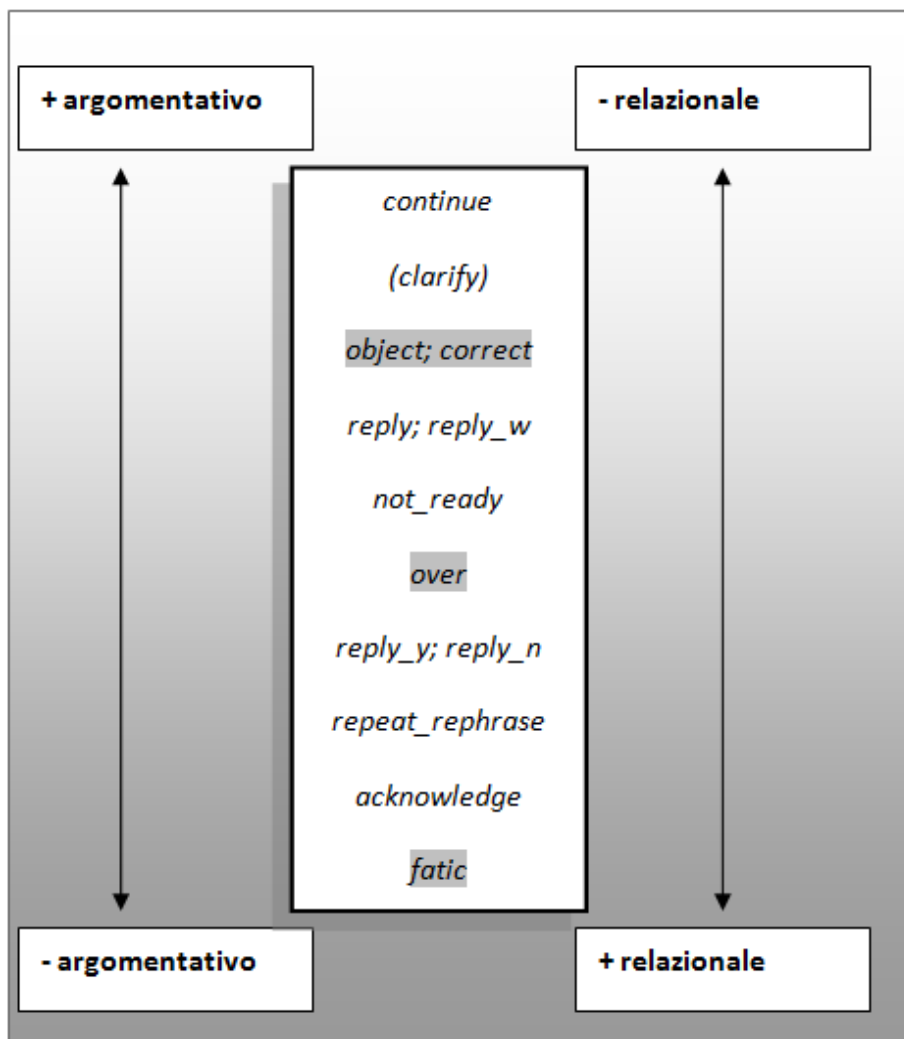 + argomentativo
- relazionale
continue
(clarify)
object; correct
reply; reply_w
not_ready
over
reply_y; reply_n
repeat_rephrase
acknowledge
fatic
- argomentativo
+ relazionale